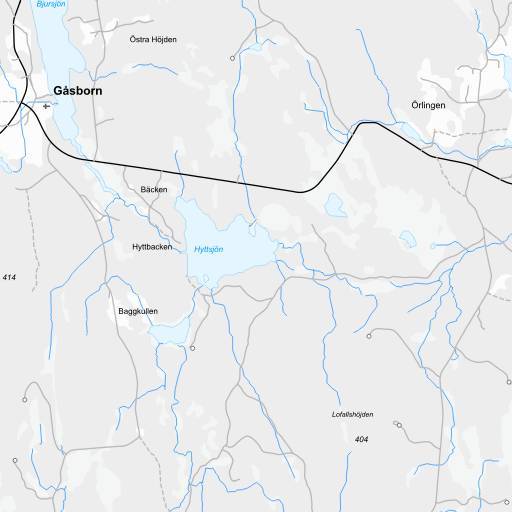 Bjursjön
Östra Höjden
Gåsborn
Örlingen
Bäcken
Hyttbacken
Hyttsjön
414
Baggkullen
Lofallshöjden
404